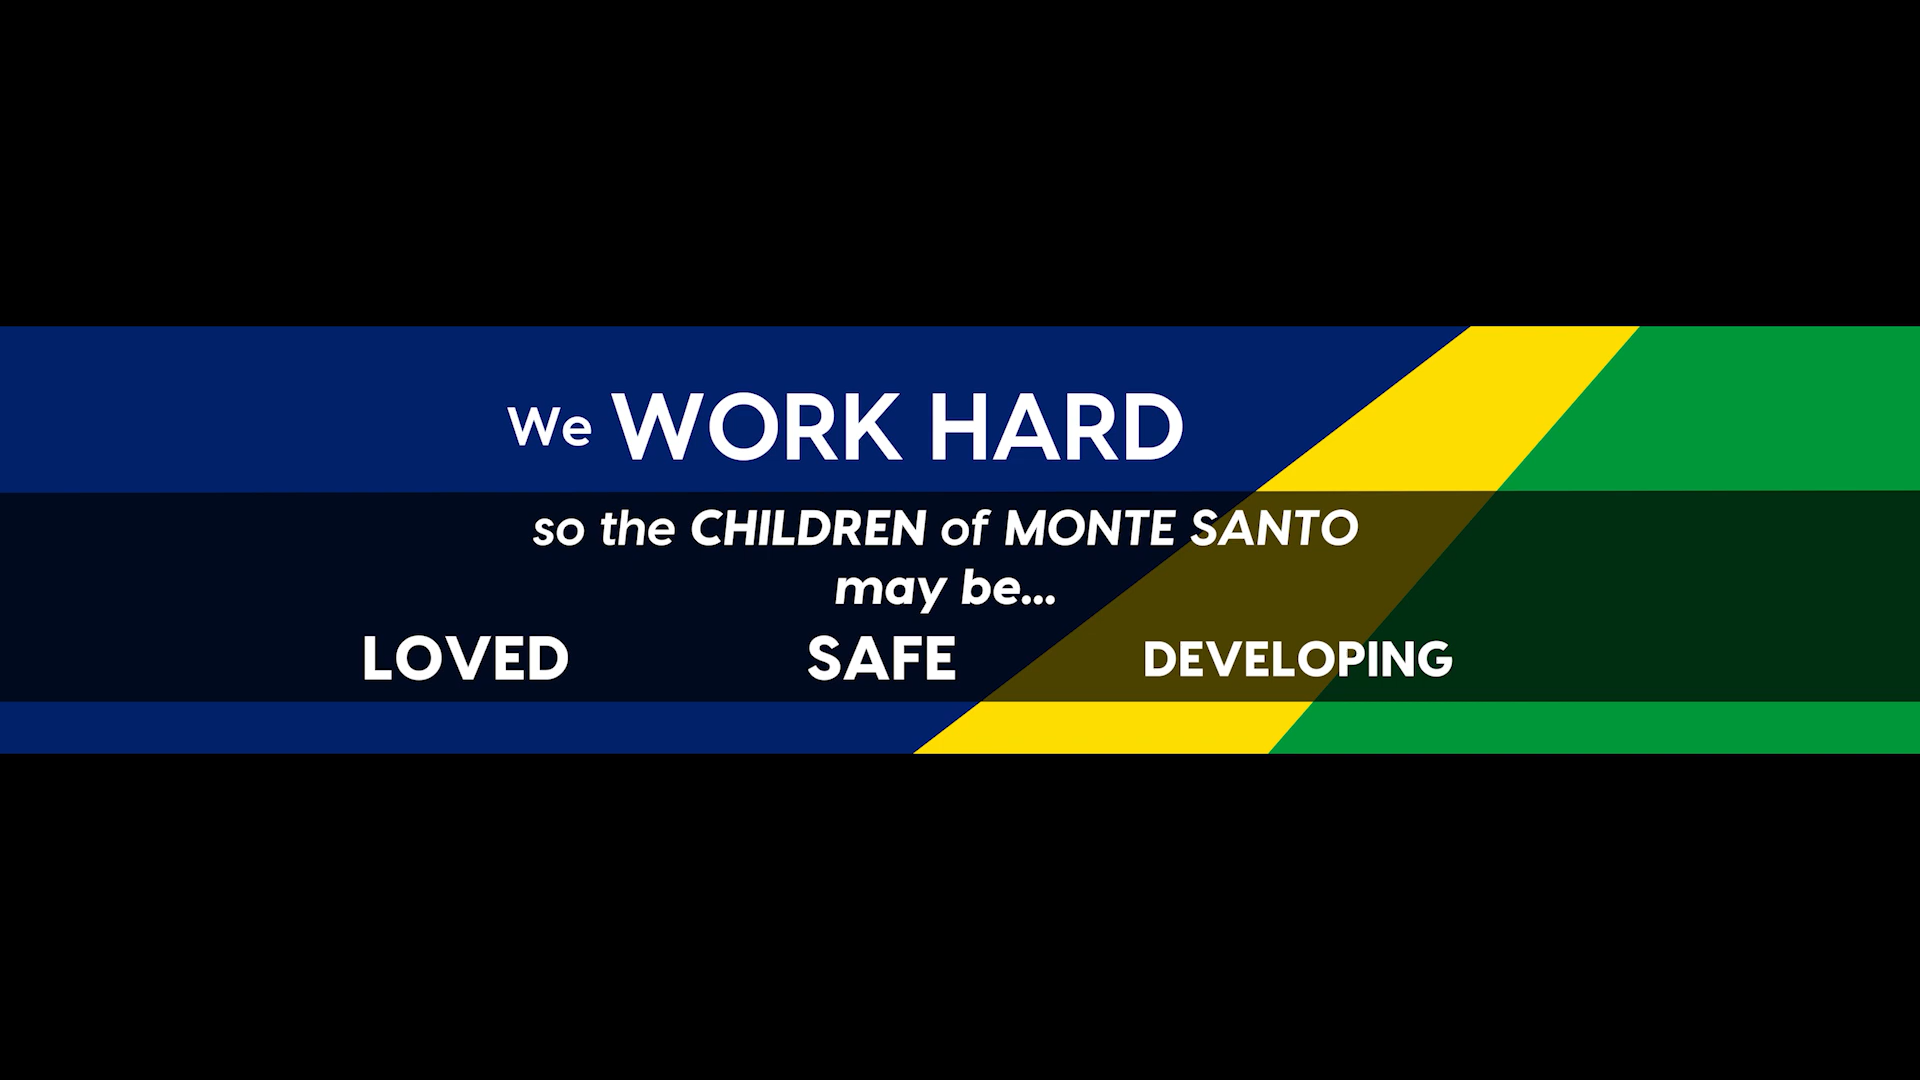 We WORK HARD
so the CHILDREN of MONTE SANTO
may be...
LOVED SAFE DEVELOPING